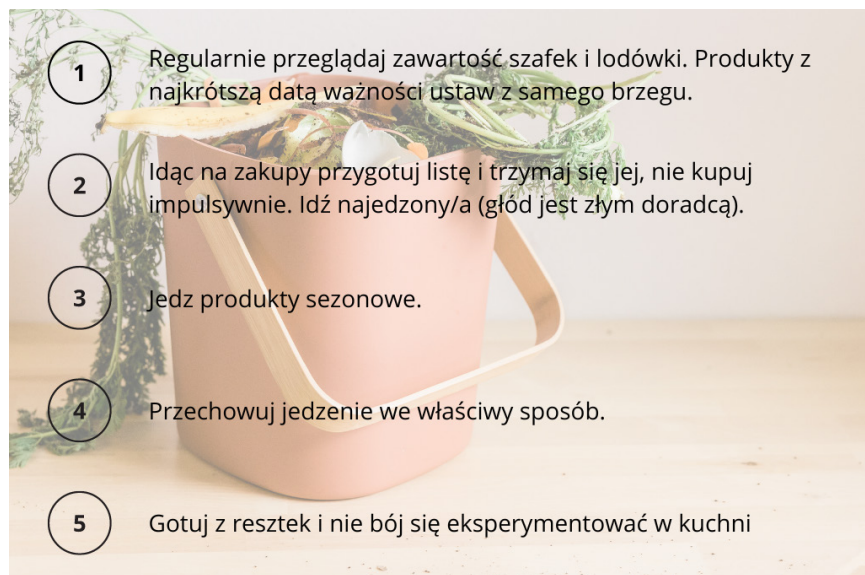 1
Regularnie przeglądaj zawartość szafek i lodówki. Produkty z
najkrótszą datą ważności ustaw z samego brzegu.
2
Idąc na zakupy przygotuj listę i trzymaj się jej, nie kupuj
impulsywnie. Idź najedzony/a (głód jest złym doradcą).
3
Jedz produkty sezonowe.
4
Przechowuj jedzenie we właściwy sposób.
5
Gotuj z resztek i nie bój się eksperymentować w kuchni